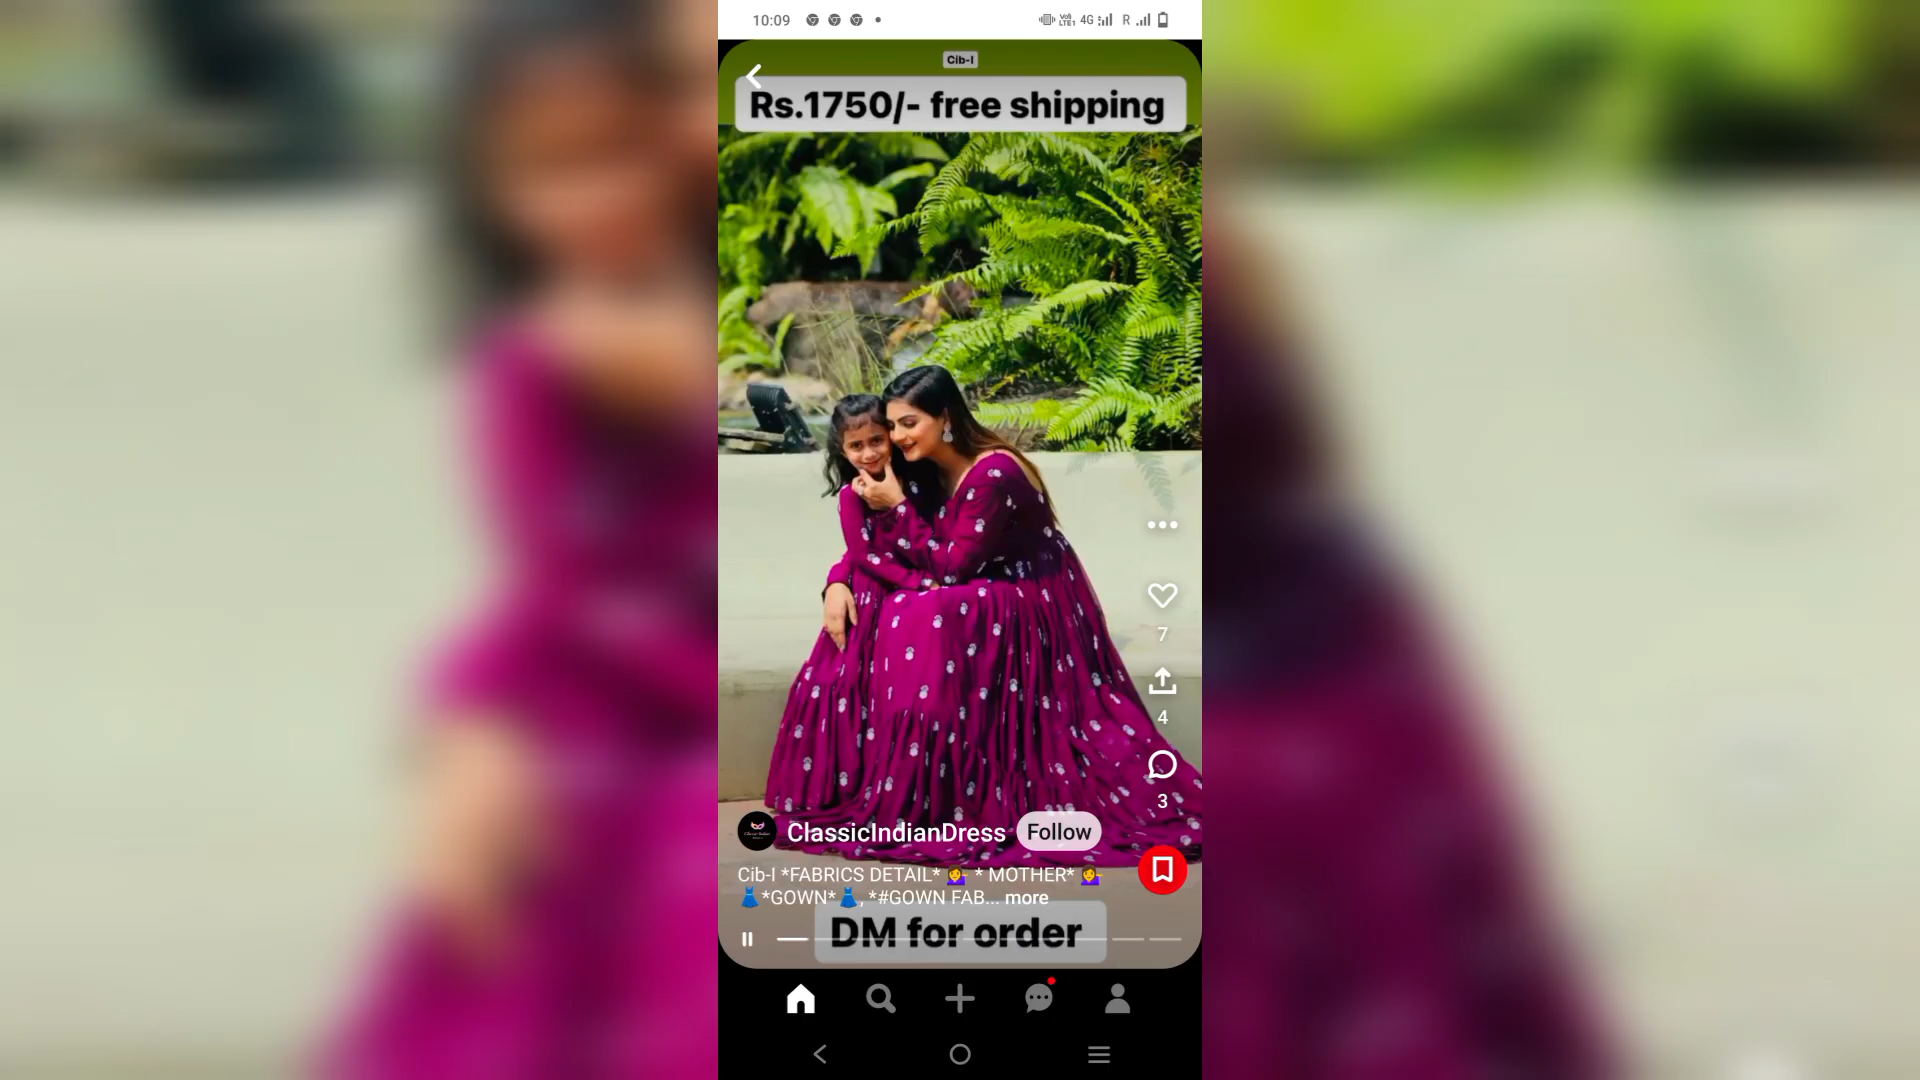 10:09
4G
R
Cib-I
Rs.1750/- free shipping
7
4
3
ClassicIndianDress Follow
Cib-I *FABRICS DETAIL* 💁‍♀️ * MOTHER* 💁‍♀️
👗*GOWN*👗, *#GOWN FAB... more
DM for order